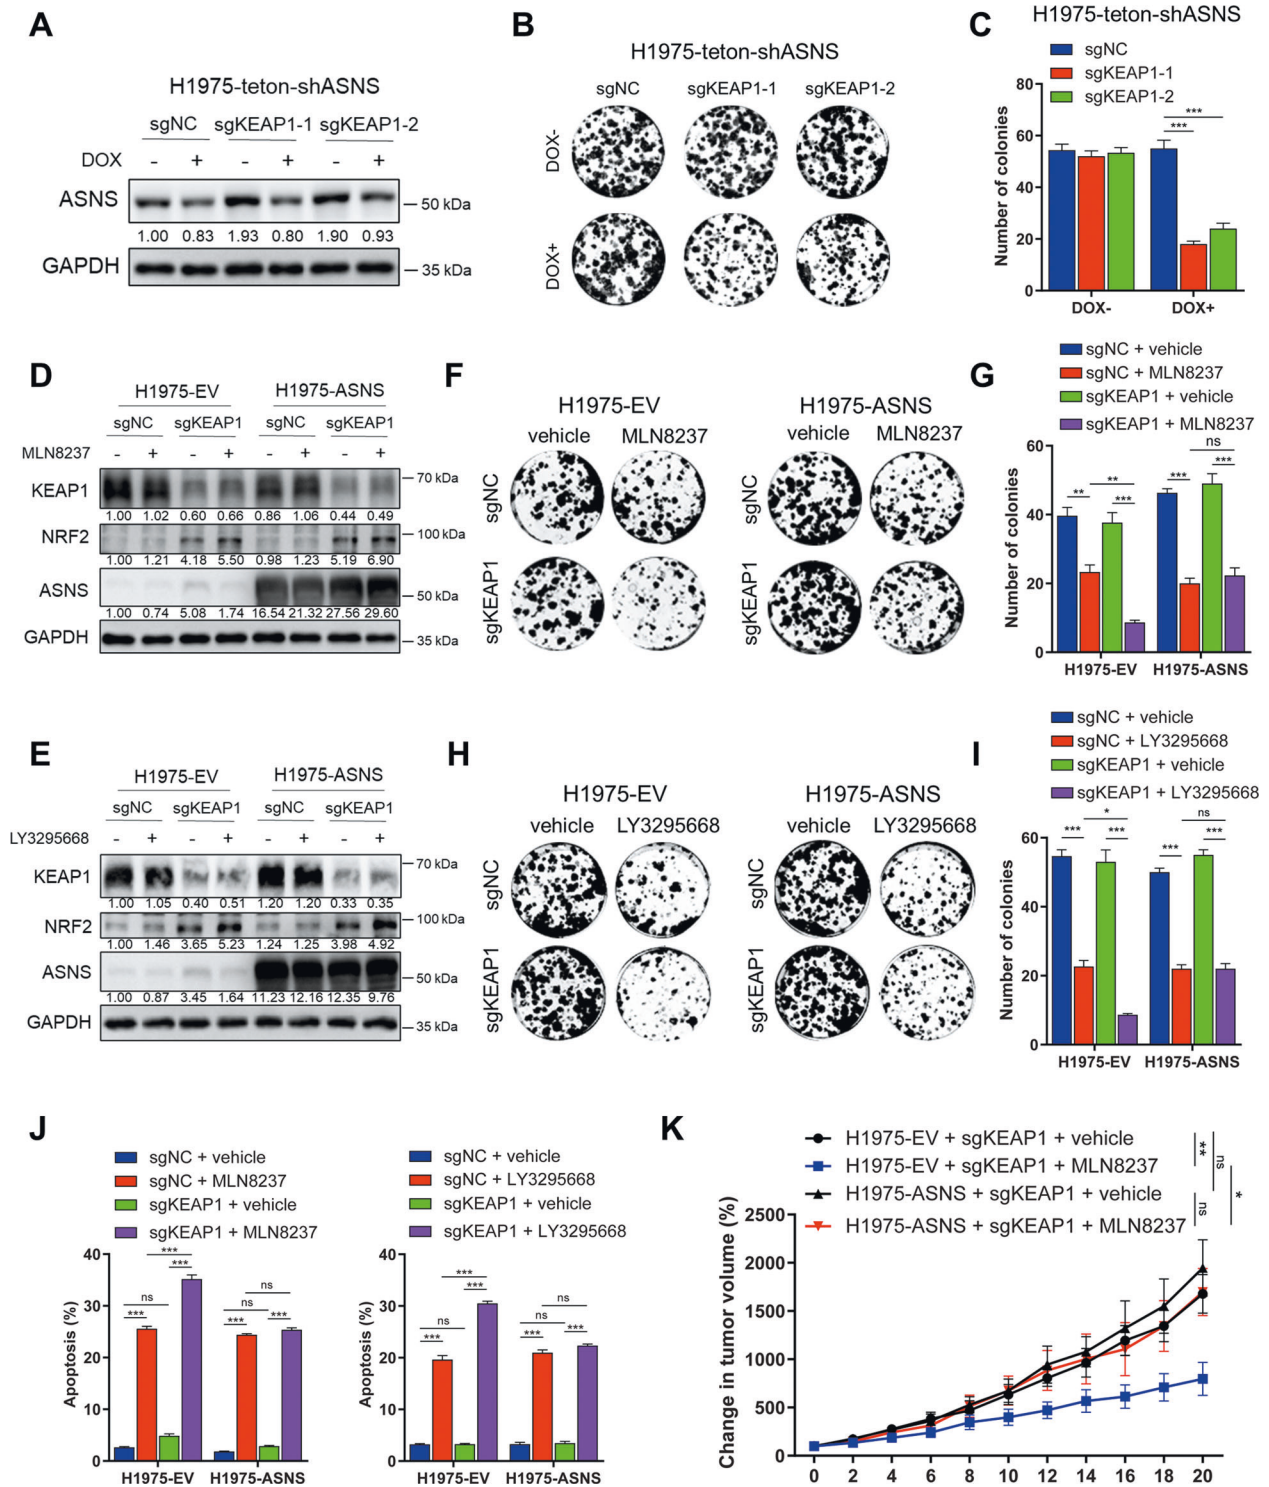 A
H1975-teton-shASNS
sgNC sgKEAP1-1 sgKEAP1-2
DOX - + - + - +
ASNS 50 kDa
1.00 0.83 1.93 0.80 1.90 0.93
GAPDH 35 kDa
B
H1975-teton-shASNS
sgNC sgKEAP1-1 sgKEAP1-2
DOX-
DOX+
C
H1975-teton-shASNS
sgNC
sgKEAP1-1
sgKEAP1-2
Number of colonies
80
60
40
20
0
***
***
DOX- DOX+
D
H1975-EV H1975-ASNS
sgNC sgKEAP1 sgNC sgKEAP1
MLN8237 - + - + - + - +
KEAP1 70 kDa
1.00 1.02 0.60 0.66 0.86 1.06 0.44 0.49
NRF2 100 kDa
1.00 1.21 4.18 5.50 0.98 1.23 5.19 6.90
ASNS 50 kDa
1.00 0.74 5.08 1.74 16.54 21.32 27.56 29.60
GAPDH 35 kDa
F
H1975-EV H1975-ASNS
vehicle MLN8237 vehicle MLN8237
sgNC sgNC
sgKEAP1 sgKEAP1
G
sgNC + vehicle
sgNC + MLN8237
sgKEAP1 + vehicle
sgKEAP1 + MLN8237
Number of colonies
60
40
20
0
** ** *** *** ns ***
H1975-EV H1975-ASNS
E
H1975-EV H1975-ASNS
sgNC sgKEAP1 sgNC sgKEAP1
LY3295668 - + - + - + - +
KEAP1 70 kDa
1.00 1.05 0.40 0.51 1.20 1.20 0.33 0.35
NRF2 100 kDa
1.00 1.46 3.65 5.23 1.24 1.25 3.98 4.92
ASNS 50 kDa
1.00 0.87 3.45 1.64 11.23 12.16 12.35 9.76
GAPDH 35 kDa
H
H1975-EV H1975-ASNS
vehicle LY3295668 vehicle LY3295668
sgNC sgNC
sgKEAP1 sgKEAP1
I
sgNC + vehicle
sgNC + LY3295668
sgKEAP1 + vehicle
sgKEAP1 + LY3295668
Number of colonies
60
40
20
0
*** * *** *** ns ***
H1975-EV H1975-ASNS
J
sgNC + vehicle
sgNC + MLN8237
sgKEAP1 + vehicle
sgKEAP1 + MLN8237
Apoptosis (%)
40
30
20
10
0
*** *** ns *** ns ns *** ***
H1975-EV H1975-ASNS
sgNC + vehicle
sgNC + LY3295668
sgKEAP1 + vehicle
sgKEAP1 + LY3295668
Apoptosis (%)
40
30
20
10
0
*** *** ns *** ns ns *** ***
H1975-EV H1975-ASNS
K
H1975-EV + sgKEAP1 + vehicle
H1975-EV + sgKEAP1 + MLN8237
H1975-ASNS + sgKEAP1 + vehicle
H1975-ASNS + sgKEAP1 + MLN8237
** ns * ns
Change in tumor volume (%)
2500
2000
1500
1000
500
0
0 2 4 6 8 10 12 14 16 18 20